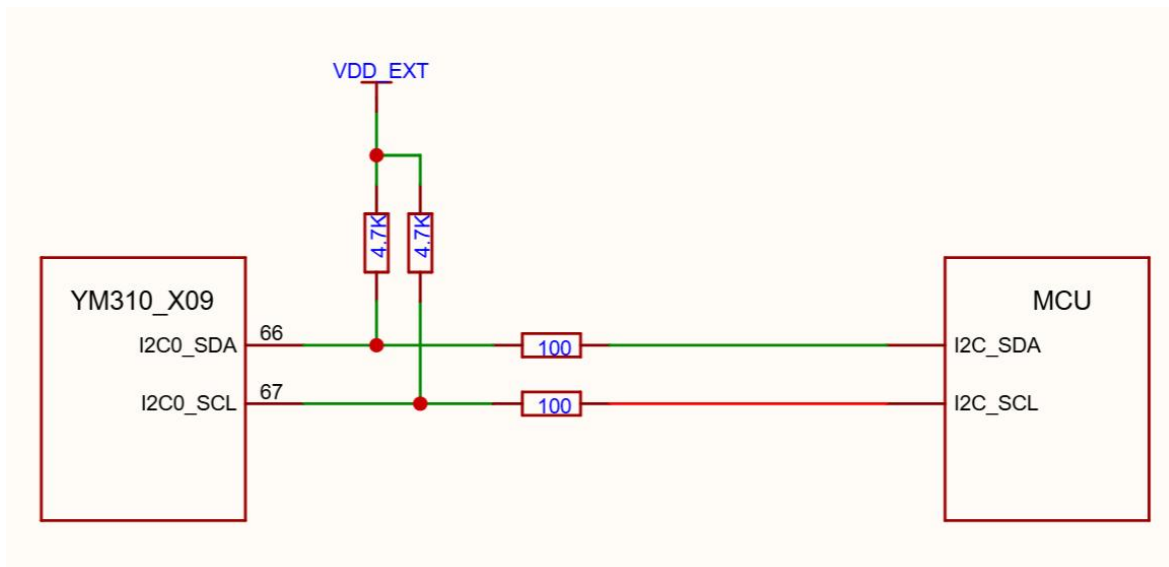 VDD_EXT
4.7K
4.7K
YM310_X09
MCU
I2C0_SDA
66
100
I2C_SDA
I2C0_SCL
67
100
I2C_SCL